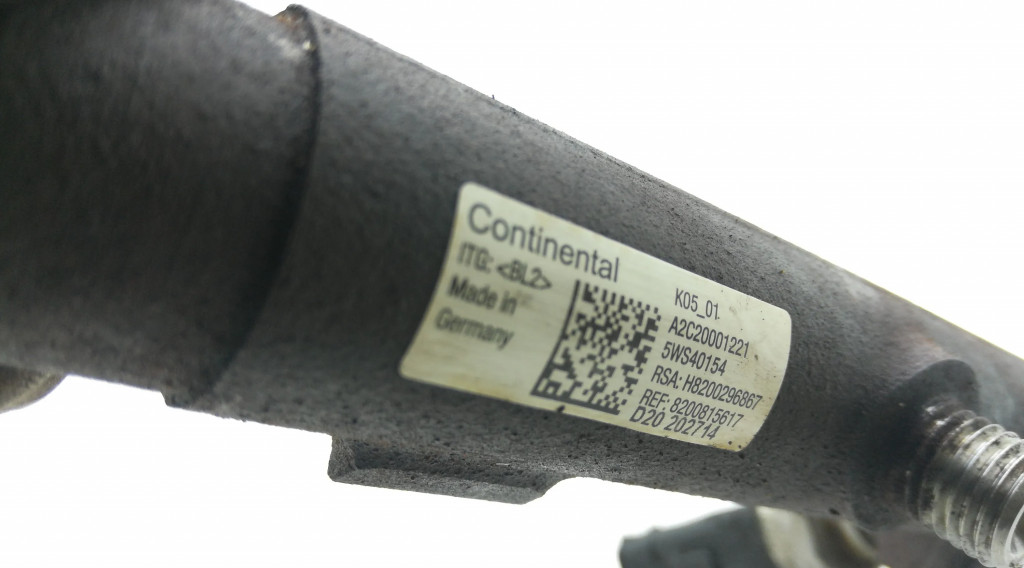 Continental
ITG: <BL2>
Made in
Germany
K05_01
A2C20001221
5WS40154
RSA: H8200296867
REF: 8200815617
D20 202714